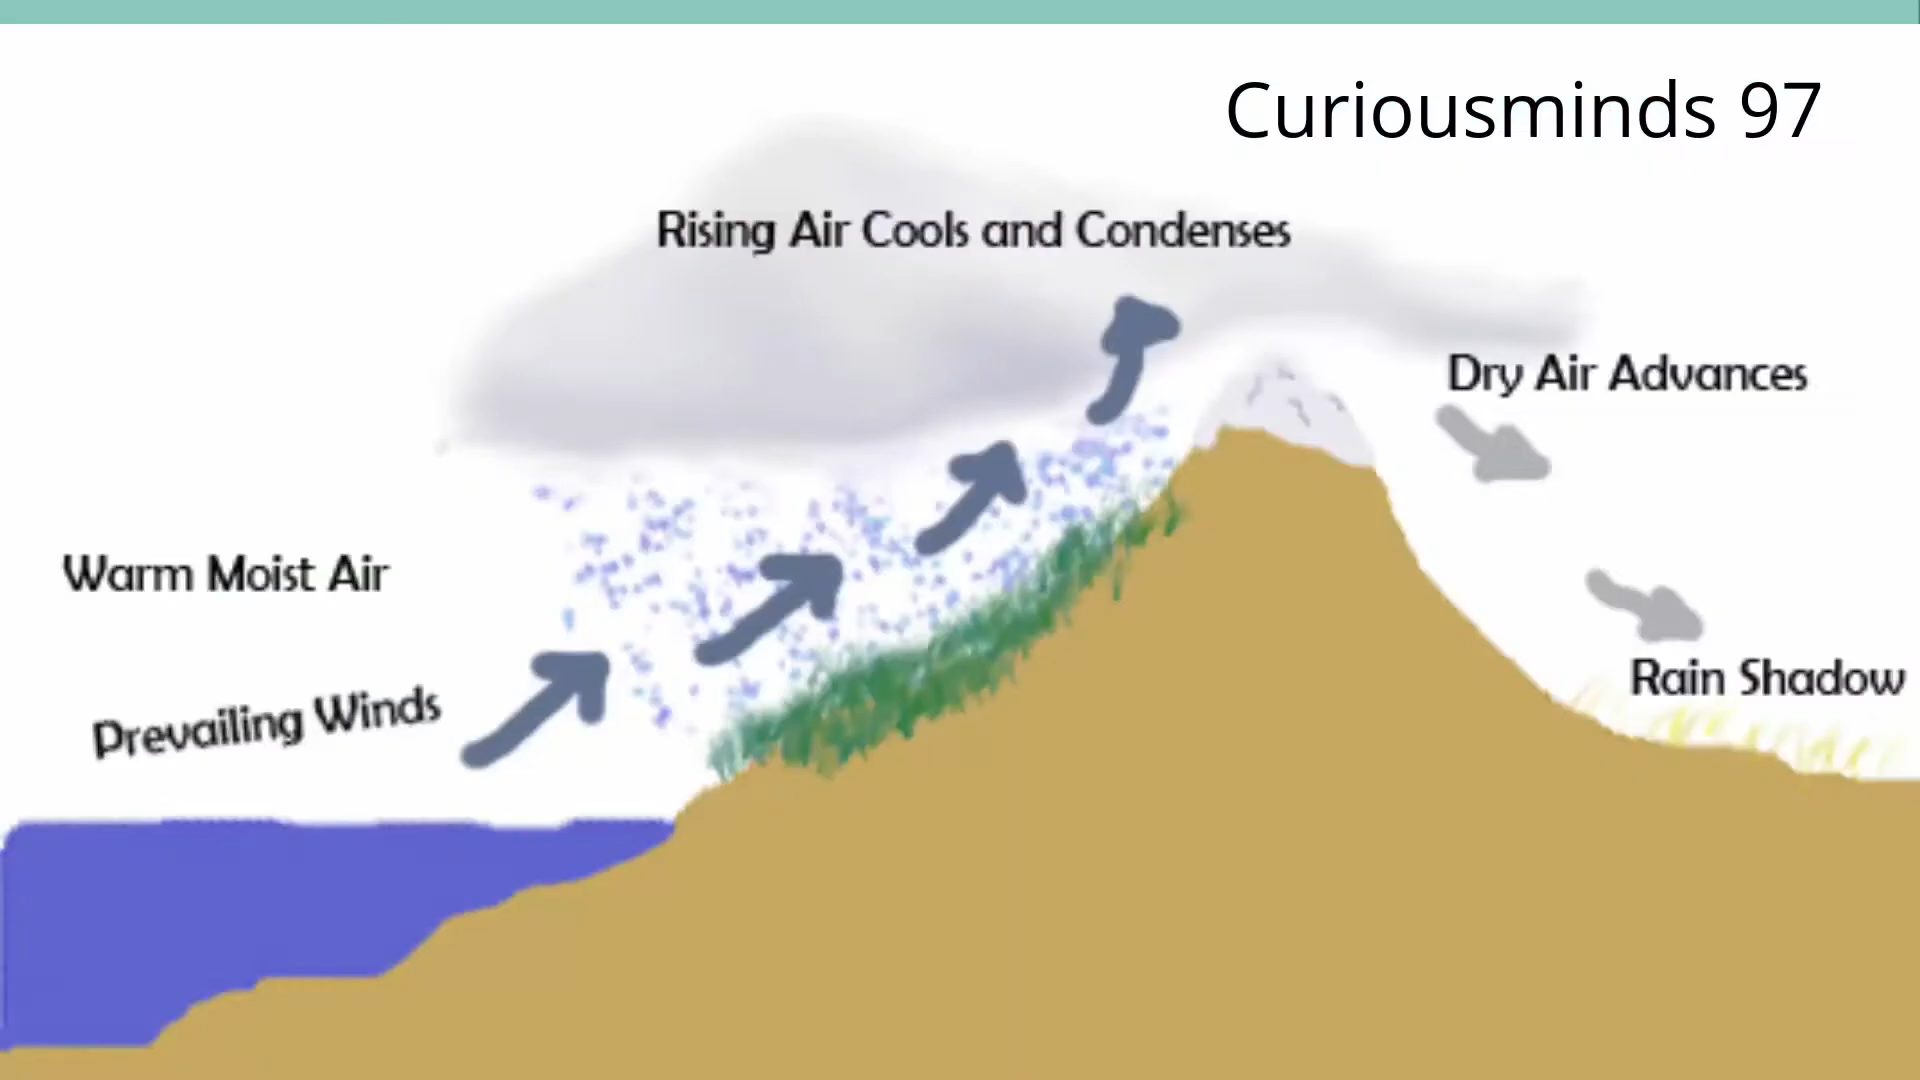 Curiousminds 97
Rising Air Cools and Condenses
Dry Air Advances
Warm Moist Air
Rain Shadow
Prevailing Winds